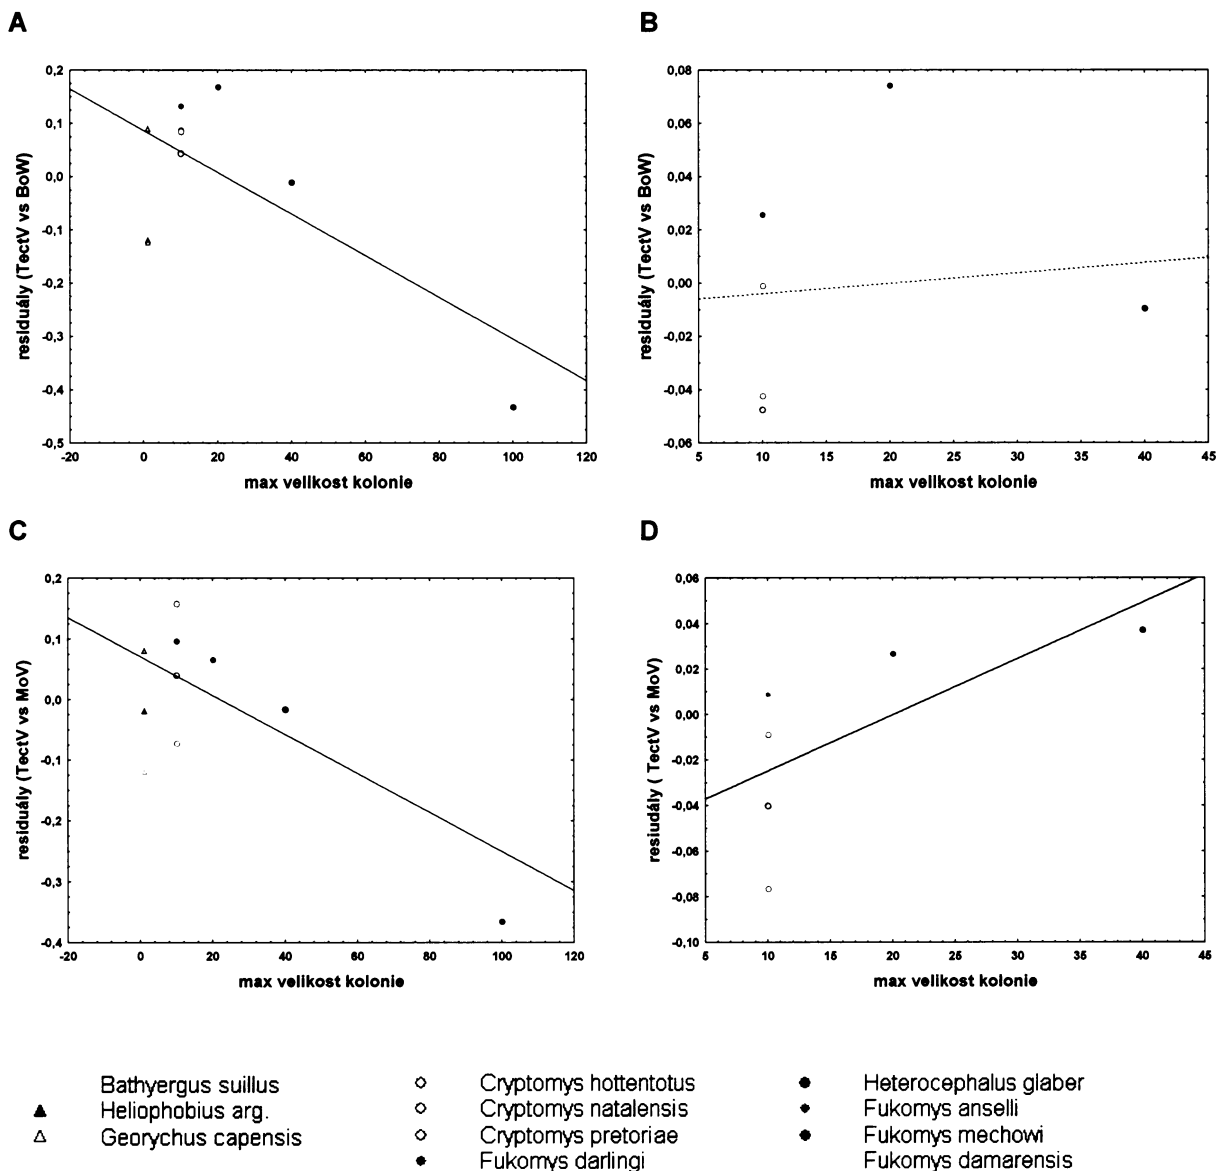 A
B
0,2
0,1
0,0
-0,1
-0,2
-0,3
-0,4
-0,5
-20
0
20
40
60
80
100
120
residuály (TectV vs BoW)
max velikost kolonie
0,08
0,06
0,04
0,02
0,00
-0,02
-0,04
-0,06
5
10
15
20
25
30
35
40
45
residuály (TectV vs BoW)
max velikost kolonie
C
D
0,2
0,1
0,0
-0,1
-0,2
-0,3
-0,4
-20
0
20
40
60
80
100
120
residuály (TectV vs MoV)
max velikost kolonie
0,06
0,04
0,02
0,00
-0,02
-0,04
-0,06
-0,08
-0,10
5
10
15
20
25
30
35
40
45
resiudály ( TectV vs MoV)
max velikost kolonie
Bathyergus suillus
Heliophobius arg.
Georychus capensis
Cryptomys hottentotus
Cryptomys natalensis
Cryptomys pretoriae
Fukomys darlingi
Heterocephalus glaber
Fukomys anselli
Fukomys mechowi
Fukomys damarensis